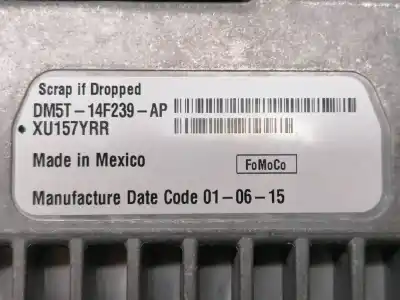 Scrap if Dropped
DM5T-14F239-AP
XU157YRR
Made in Mexico
FoMoCo
Manufacture Date Code 01-06-15